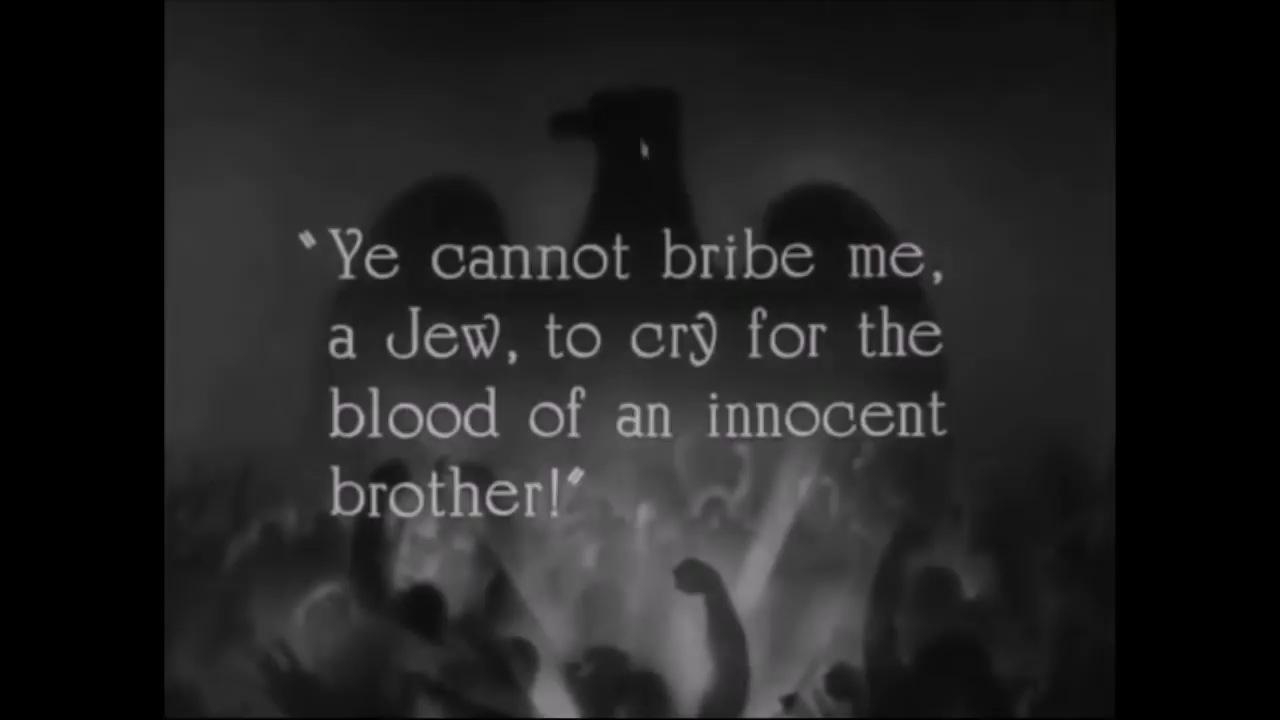 "Ye cannot bribe me,
a Jew, to cry for the
blood of an innocent
brother!"